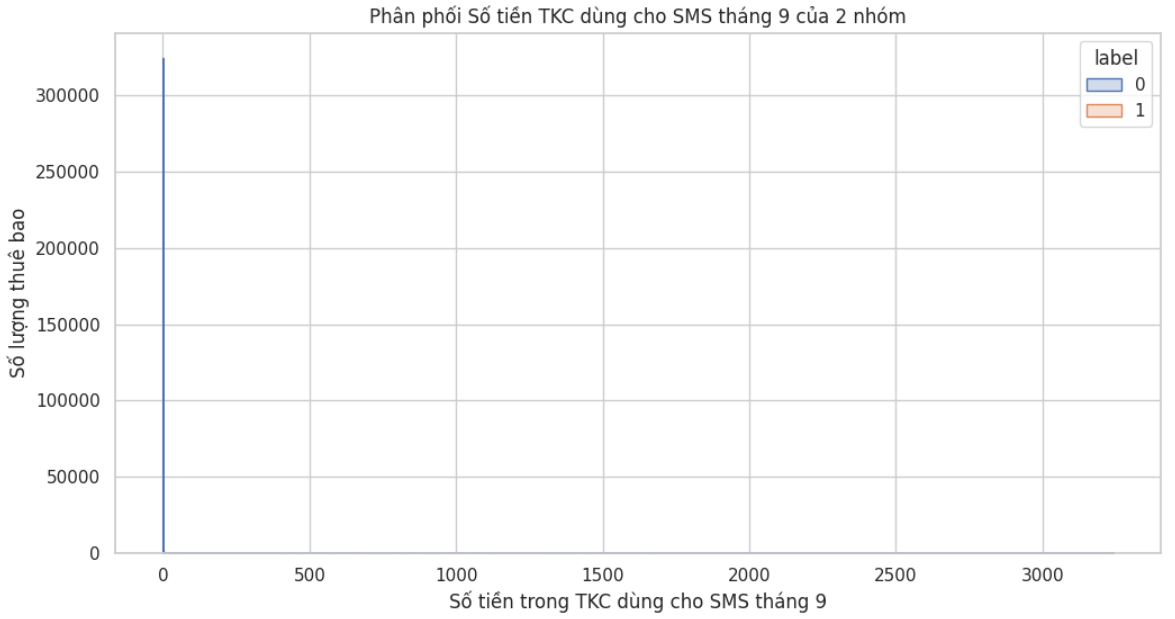 Phân phối Số tiền TKC dùng cho SMS tháng 9 của 2 nhóm
label
0
1
300000
250000
200000
150000
100000
50000
0
Số lượng thuê bao
0 500 1000 1500 2000 2500 3000
Số tiền trong TKC dùng cho SMS tháng 9